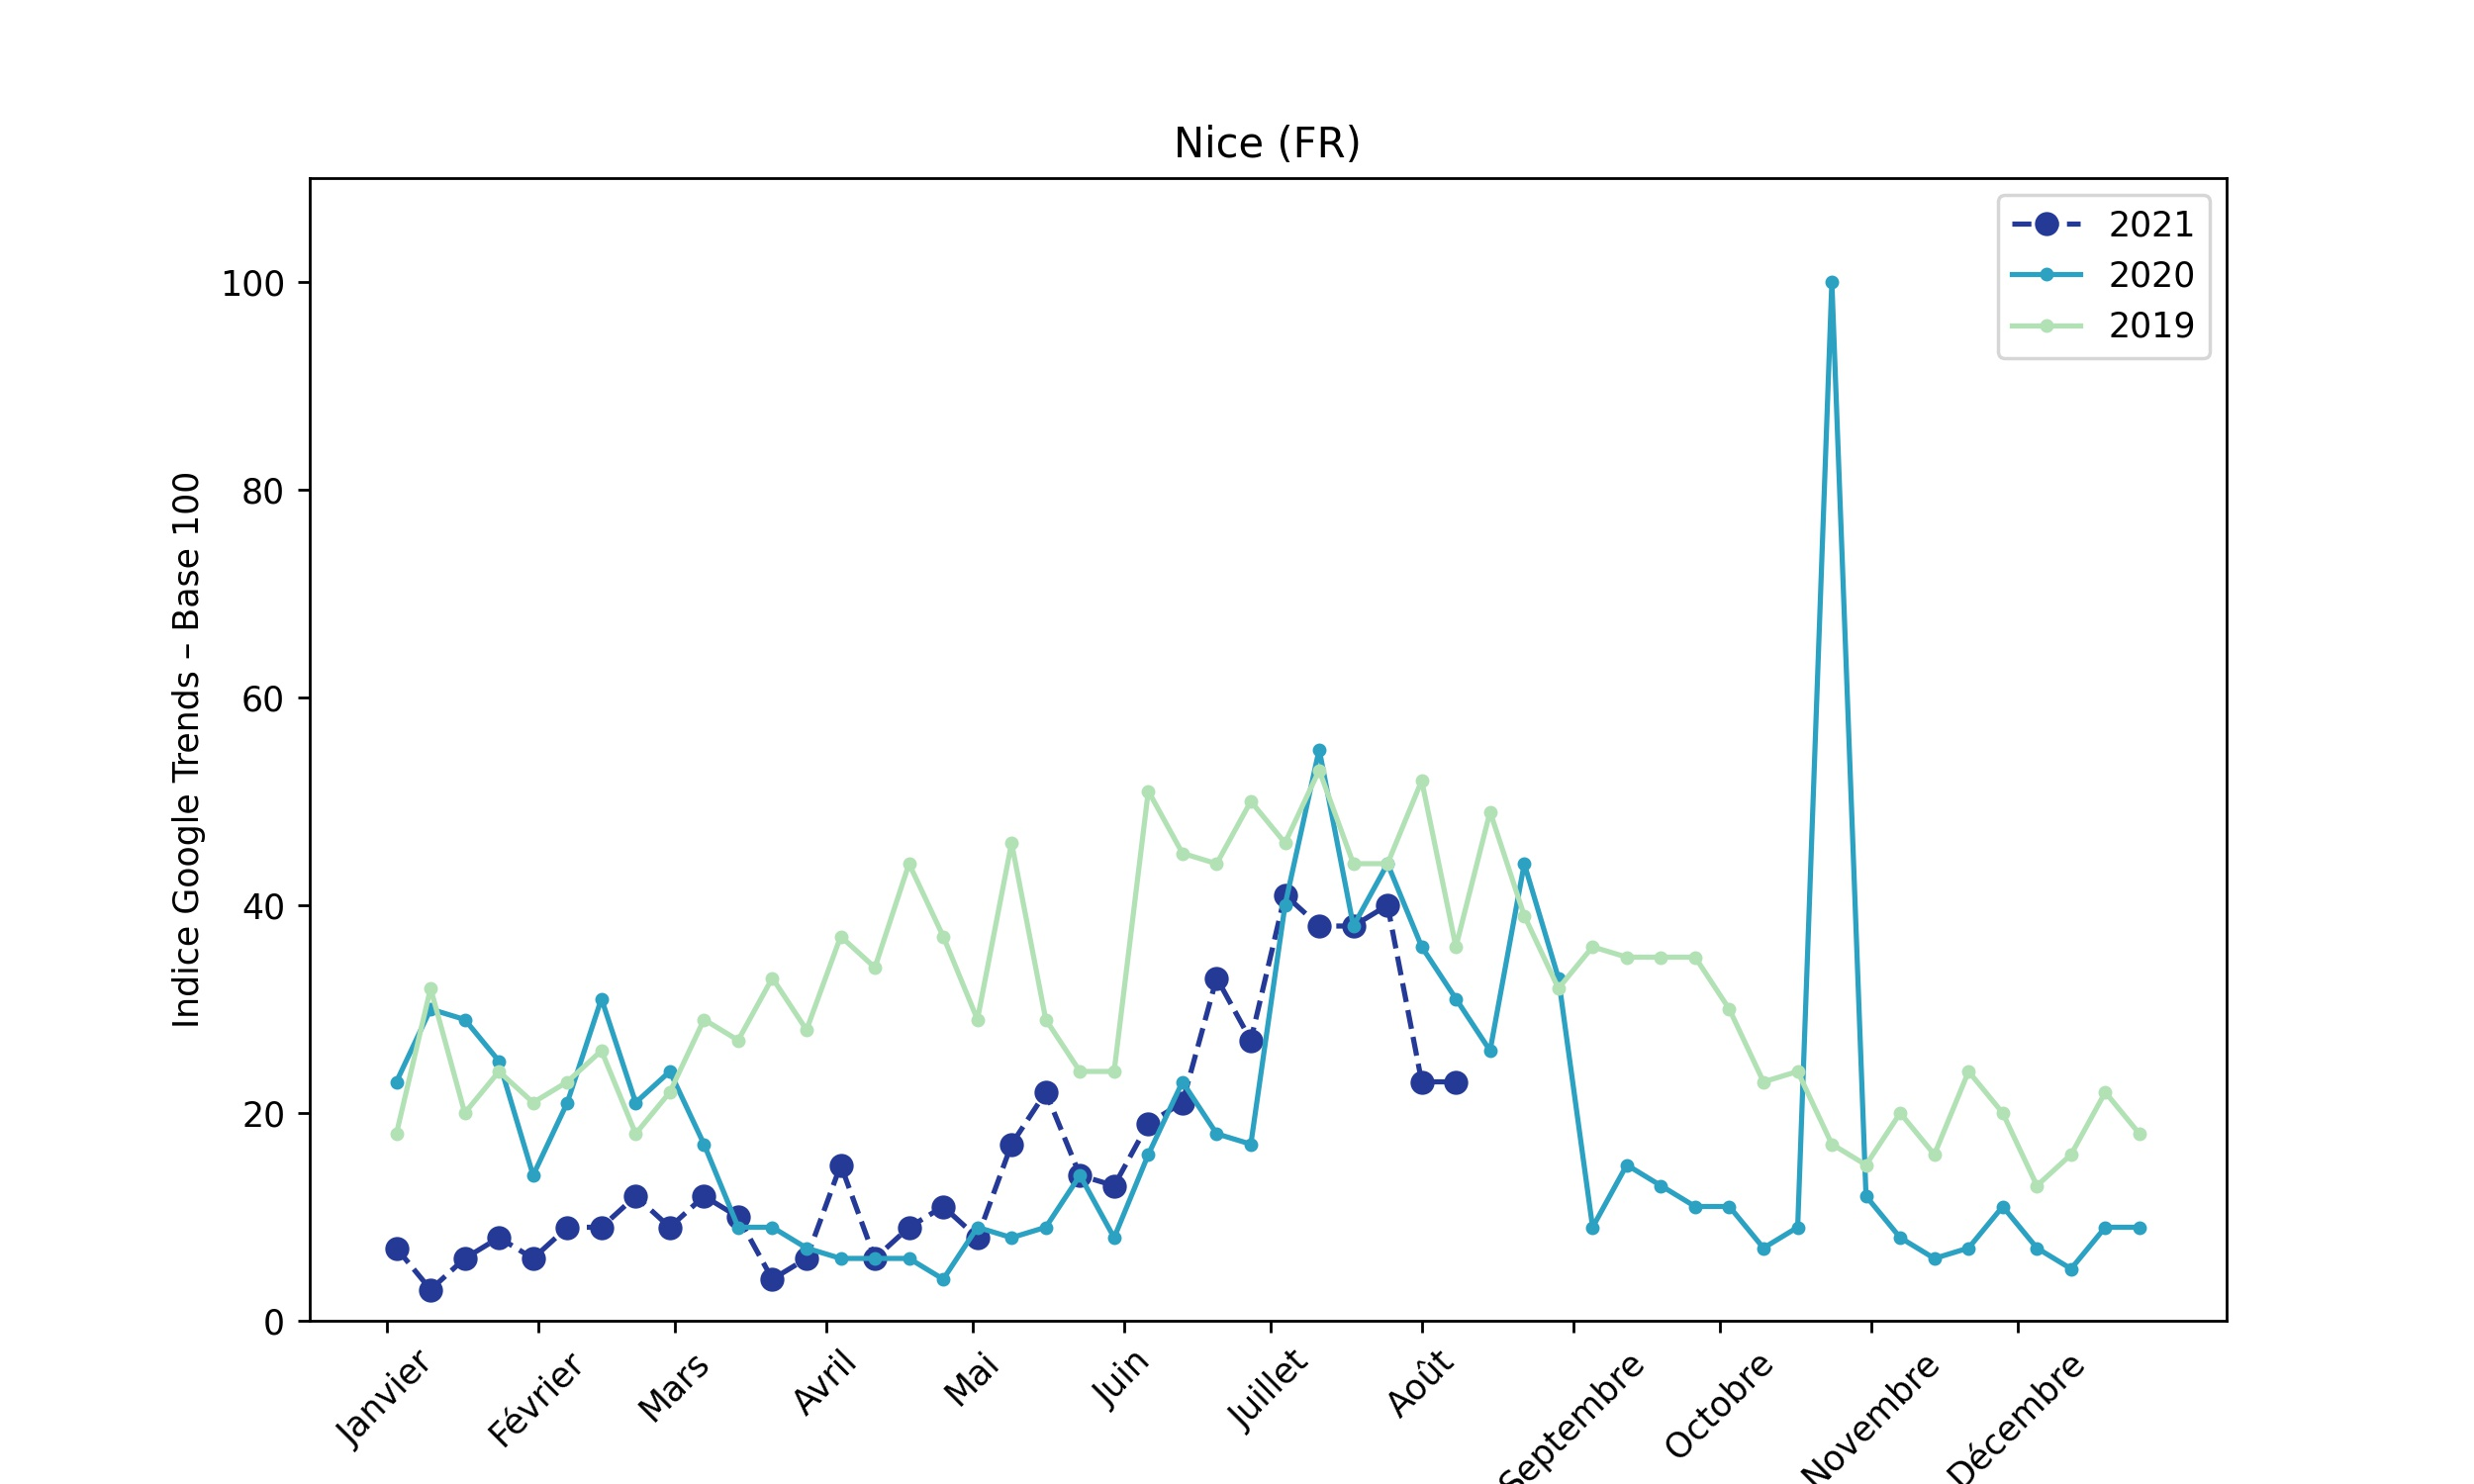 Nice (FR)
2021
2020
2019
Indice Google Trends – Base 100
100
80
60
40
20
0
Janvier
Février
Mars
Avril
Mai
Juin
Juillet
Août
Septembre
Octobre
Novembre
Décembre